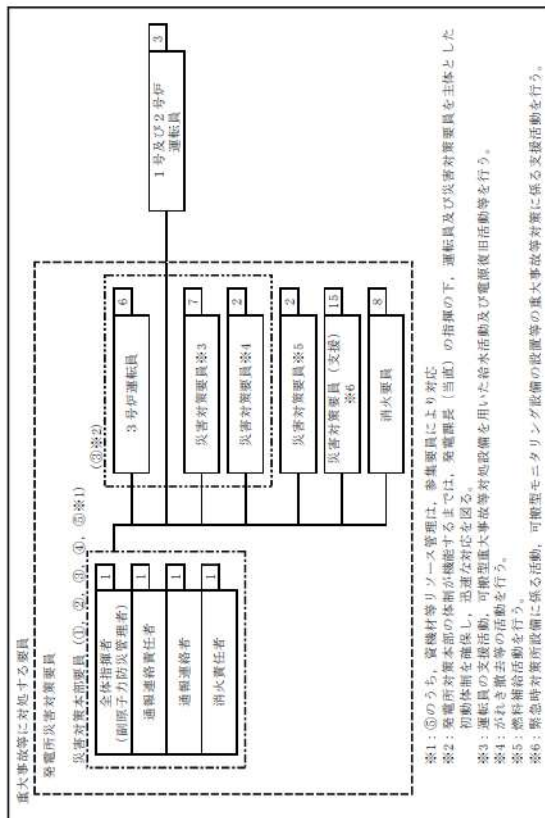 重大事故等に対処する要員
発電所災害対策要員
災害対策本部要員（①，②，③，④，⑤※1）
全体指揮者
（副原子力防災管理者）
1
通報連絡責任者
1
通報連絡者
1
消火責任者
1
（③※2）
3号炉運転員
6
災害対策要員※3
7
災害対策要員※4
2
災害対策要員※5
2
災害対策要員（支援）
※6
15
消火要員
8
1号及び2号炉
運転員
3
※1：⑤のうち，資機材等リソース管理は，参集要員により対応
※2：発電所対策本部の体制が機能するまでは，発電課長（当直）の指揮の下，運転員及び災害対策要員を主体とした
初動体制を確保し，迅速な対応を図る。
※3：運転員の支援活動，可搬型重大事故等対処設備を用いた給水活動及び電源復旧活動等を行う。
※4：がれき撤去等の活動を行う。
※5：燃料補給活動を行う。
※6：緊急時対策所設備に係る活動，可搬型モニタリング設備の設置等の重大事故等対策に係る支援活動を行う。